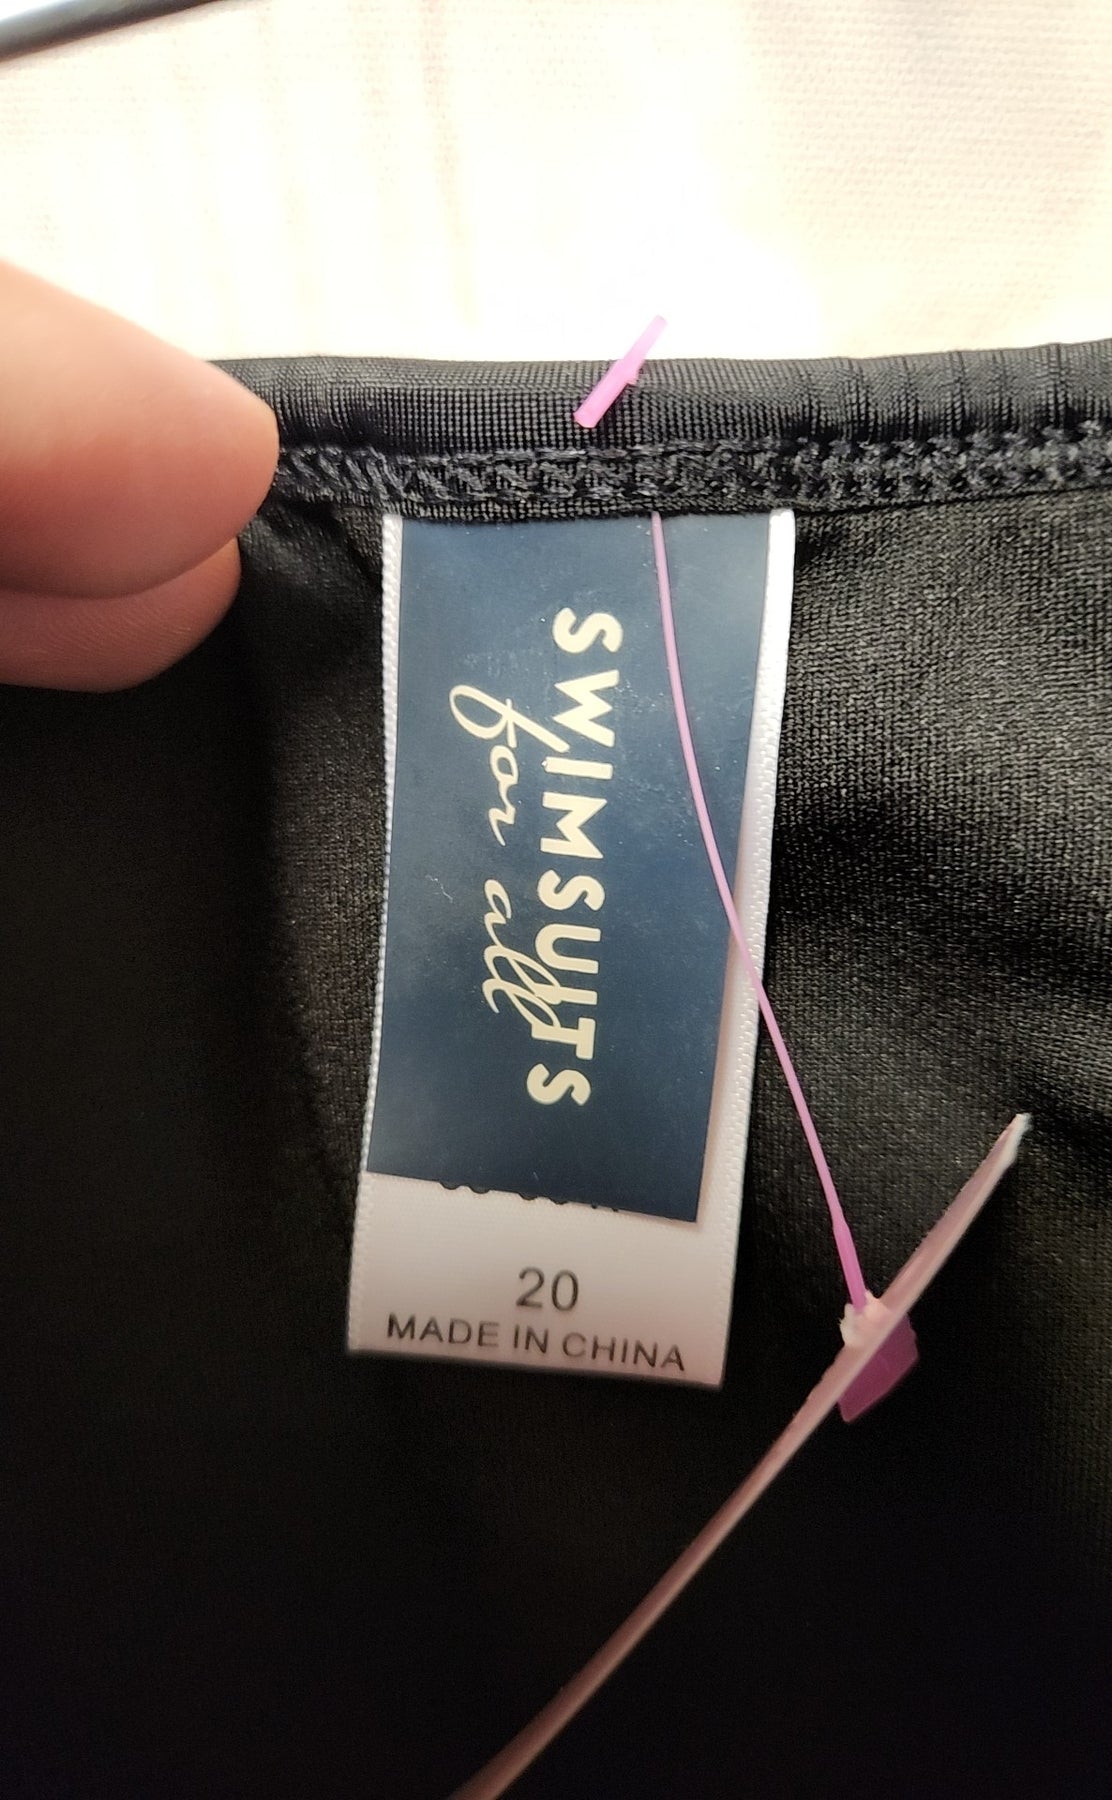 SWIMSUITS
for all
20
MADE IN CHINA